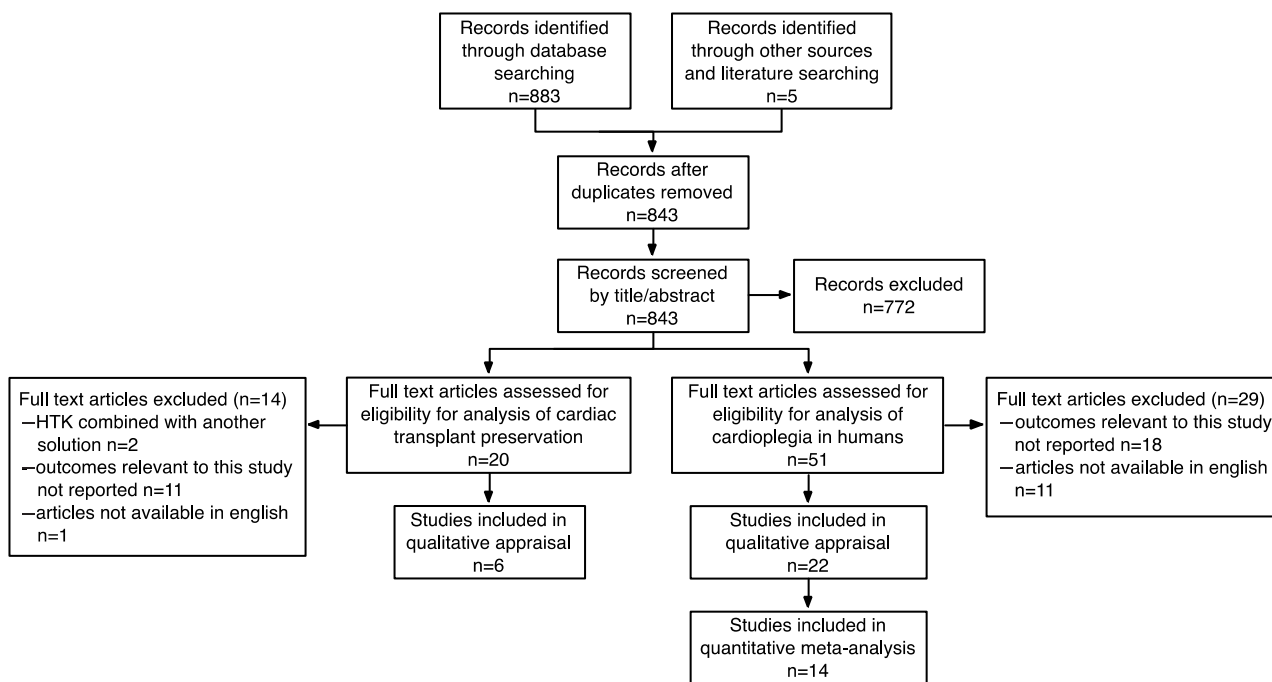 Records identified
through database
searching
n=883
Records identified
through other sources
and literature searching
n=5
Records after
duplicates removed
n=843
Records screened
by title/abstract
n=843
Records excluded
n=772
Full text articles excluded (n=14)
—HTK combined with another
solution n=2
—outcomes relevant to this study
not reported n=11
—articles not available in english
n=1
Full text articles assessed for
eligibility for analysis of cardiac
transplant preservation
n=20
Full text articles assessed for
eligibility for analysis of
cardioplegia in humans
n=51
Full text articles excluded (n=29)
—outcomes relevant to this study
not reported n=18
—articles not available in english
n=11
Studies included in
qualitative appraisal
n=6
Studies included in
qualitative appraisal
n=22
Studies included in
quantitative meta-analysis
n=14